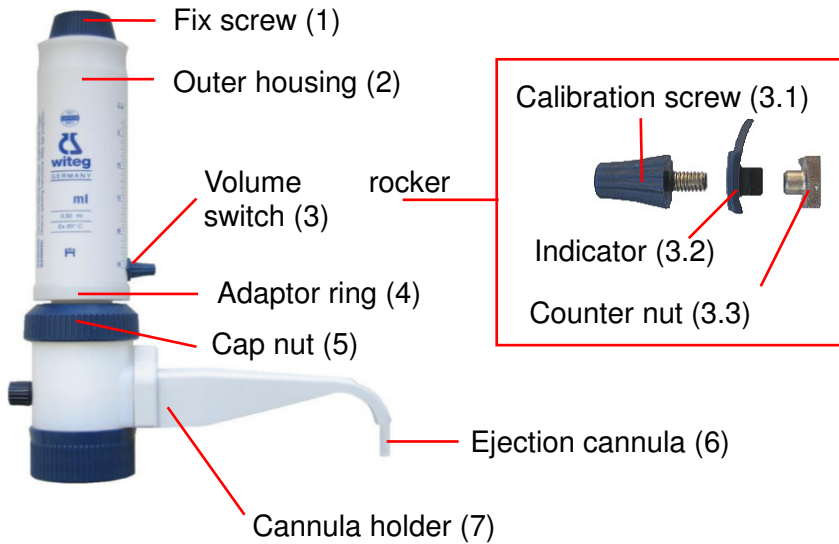 Fix screw (1)
Outer housing (2)
Calibration screw (3.1)
witeg
GERMANY
ml
Volume rocker
switch (3)
Indicator (3.2)
Adaptor ring (4)
Counter nut (3.3)
Cap nut (5)
Ejection cannula (6)
Cannula holder (7)